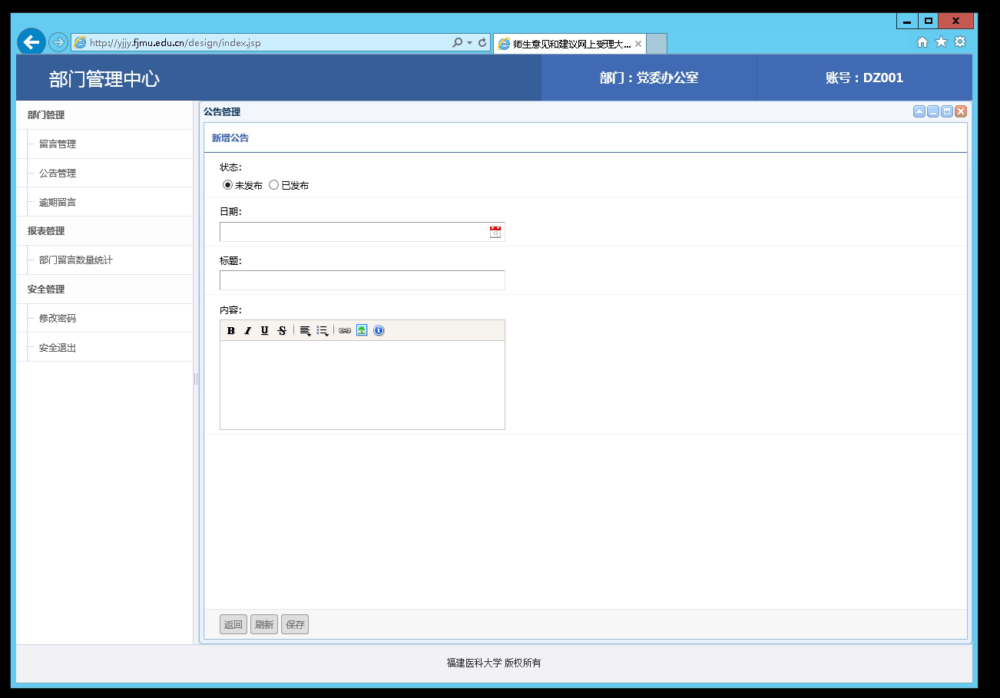 http://yjjy.fjmu.edu.cn/design/index.jsp
师生意见和建议网上受理大...
部门管理中心
部门：党委办公室
账号：DZ001
部门管理
留言管理
公告管理
逾期留言
报表管理
部门留言数量统计
安全管理
修改密码
安全退出
公告管理
新增公告
状态:
未发布 已发布
日期:
标题:
内容:
B I U S
返回 刷新 保存
福建医科大学 版权所有